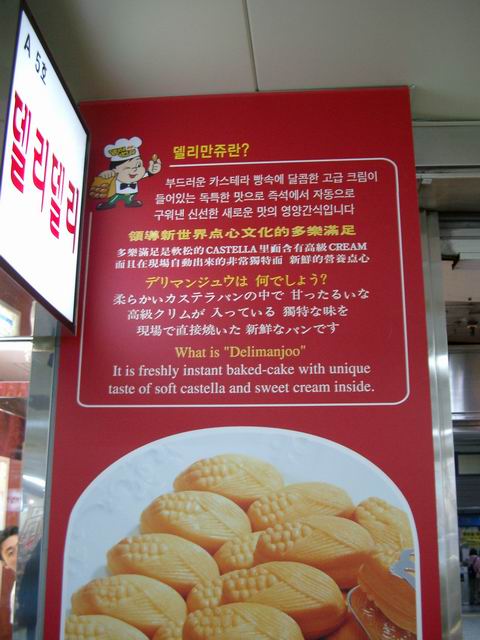 A 5호
델리델리
델리만쥬란?
부드러운 카스테라 빵속에 달콤한 고급 크림이
들어있는 독특한 맛으로 즉석에서 자동으로
구워낸 신선한 새로운 맛의 영양간식입니다
領導新世界点心文化的多樂滿足
多樂滿足是軟松的CASTELLA里面含有高級CREAM
而且在現場自動出來的非常獨特而 新鮮的營養点心
デリマンジュウは 何でしょう?
柔らかいカステラパンの中で 甘ったるいな
高級クリムが 入っている 獨特な味を
現場で直接燒いた 新鮮なパンです
What is "Delimanjoo"
It is freshly instant baked-cake with unique
taste of soft castella and sweet cream inside.